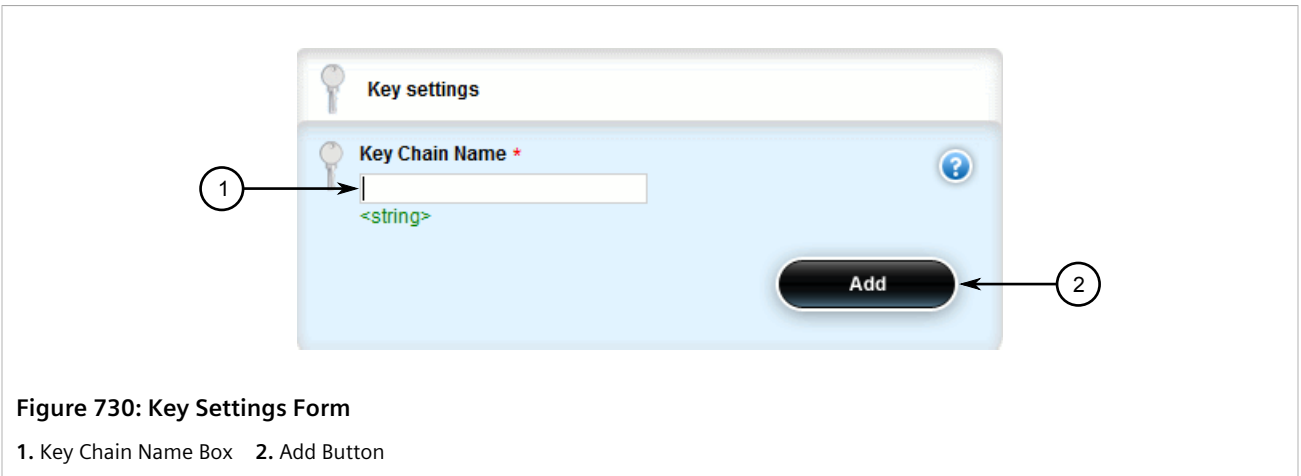 Key settings
Key Chain Name *
?
1
<string>
Add
2
Figure 730: Key Settings Form
1. Key Chain Name Box 2. Add Button